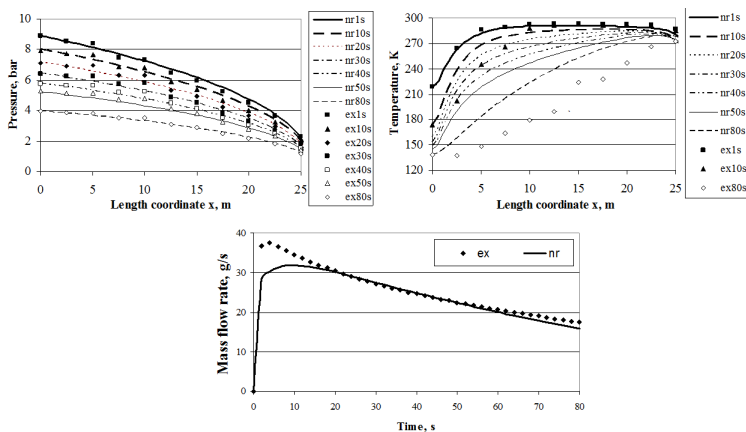 Pressure, bar
10
8
6
4
2
0
0 5 10 15 20 25
Length coordinate x, m
nr1s
nr10s
nr20s
nr30s
nr40s
nr50s
nr80s
ex1s
ex10s
ex20s
ex30s
ex40s
ex50s
ex80s
Temperature, K
300
270
240
210
180
150
120
0 5 10 15 20 25
Length coordinate x, m
nr1s
nr10s
nr20s
nr30s
nr40s
nr50s
nr80s
ex1s
ex10s
ex80s
Mass flow rate, g/s
40
30
20
10
0
ex nr
0 10 20 30 40 50 60 70 80
Time, s